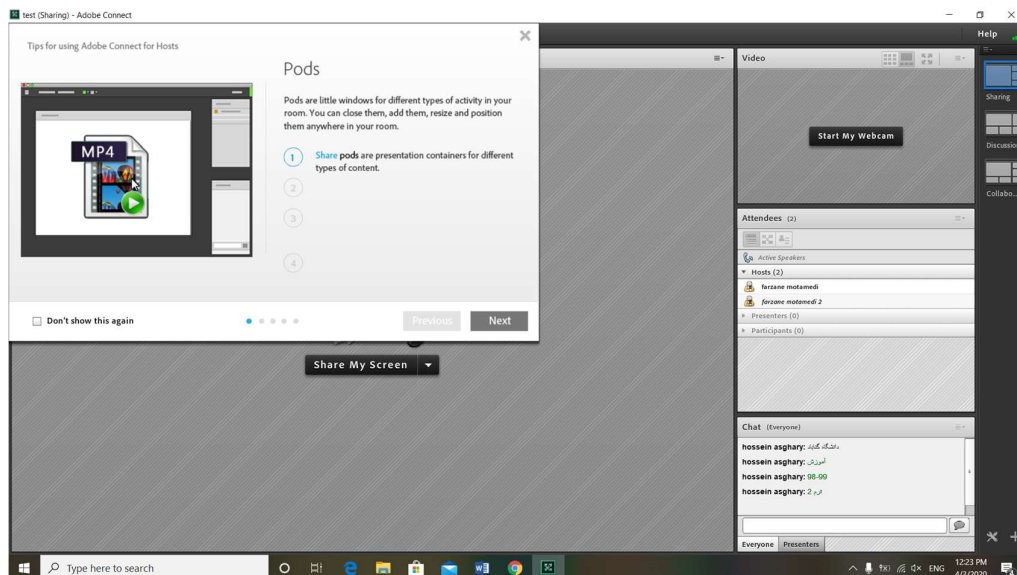 test (Sharing) - Adobe Connect
Help
Tips for using Adobe Connect for Hosts
Pods
Pods are little windows for different types of activity in your
room. You can close them, add them, resize and position
them anywhere in your room.
1 Share pods are presentation containers for different
types of content.
2
3
4
MP4
Don't show this again
Previous
Next
Share My Screen
Video
Start My Webcam
Attendees (2)
Active Speakers
Hosts (2)
farzane motamedi
farzane motamedi 2
Presenters (0)
Participants (0)
Chat (Everyone)
hossein asghary: دانشگاه گناباد
hossein asghary: آموزش
hossein asghary: 98-99
hossein asghary: ترم 2
Everyone
Presenters
Sharing
Discussio
Collabo...
Type here to search
ENG
12:23 PM
4/2/2020